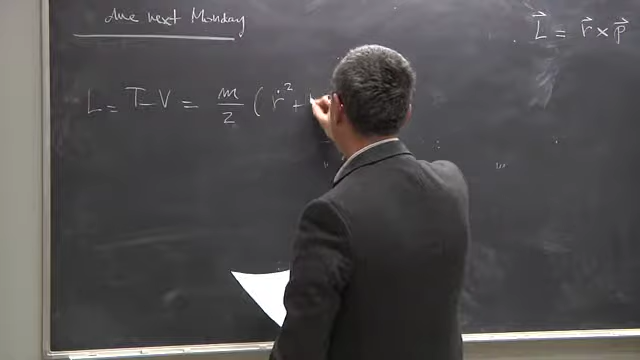 due next Monday
L⃗ = r⃗ × p⃗
L = T - V = m/2 ( ṙ² +